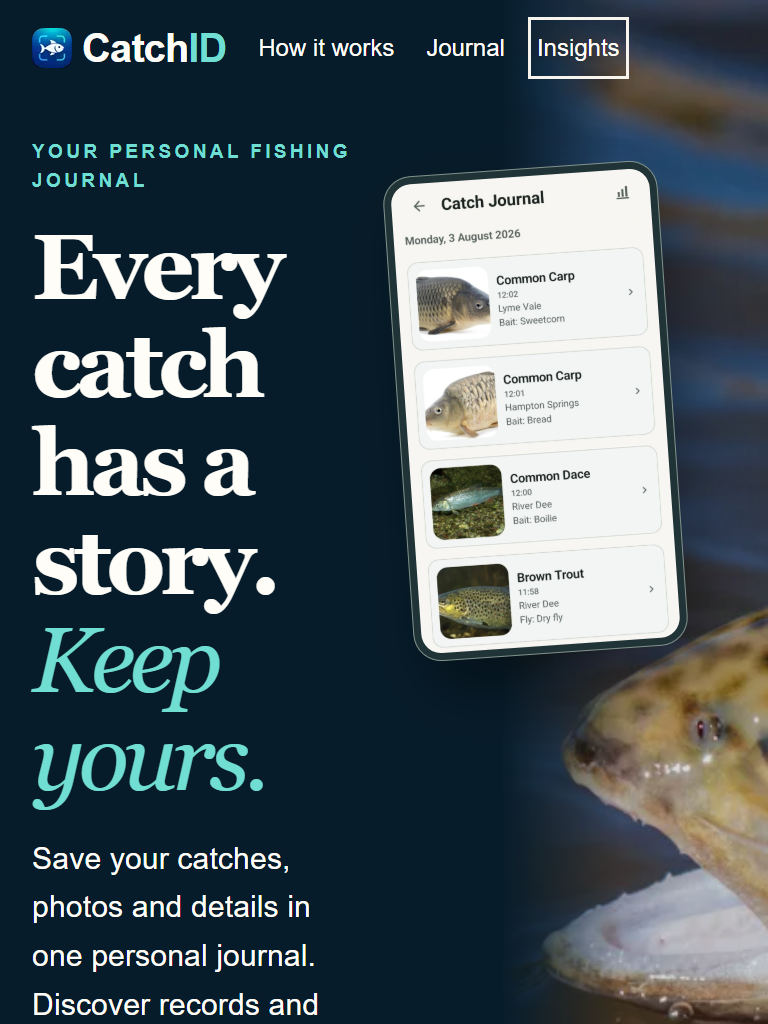 CatchID
How it works
Journal
Insights
YOUR PERSONAL FISHING
JOURNAL
Every
catch
has a
story.
Keep
yours.
Save your catches,
photos and details in
one personal journal.
Discover records and
Catch Journal
Monday, 3 August 2026
Common Carp
12:02
Lyme Vale
Bait: Sweetcorn
Common Carp
12:01
Hampton Springs
Bait: Bread
Common Dace
12:00
River Dee
Bait: Boilie
Brown Trout
11:58
River Dee
Fly: Dry fly